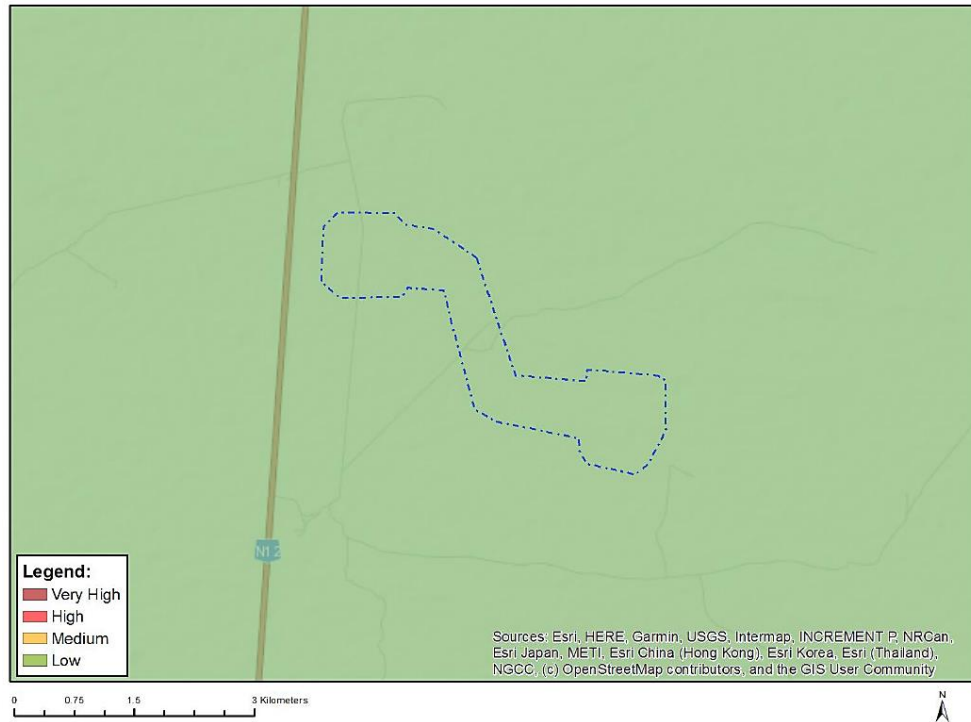 N1 2
Legend:
Very High
High
Medium
Low
Sources: Esri, HERE, Garmin, USGS, Intermap, INCREMENT P, NRCan,
Esri Japan, METI, Esri China (Hong Kong), Esri Korea, Esri (Thailand),
NGCC, (c) OpenStreetMap contributors, and the GIS User Community
0 0.75 1.5 3 Kilometers
N